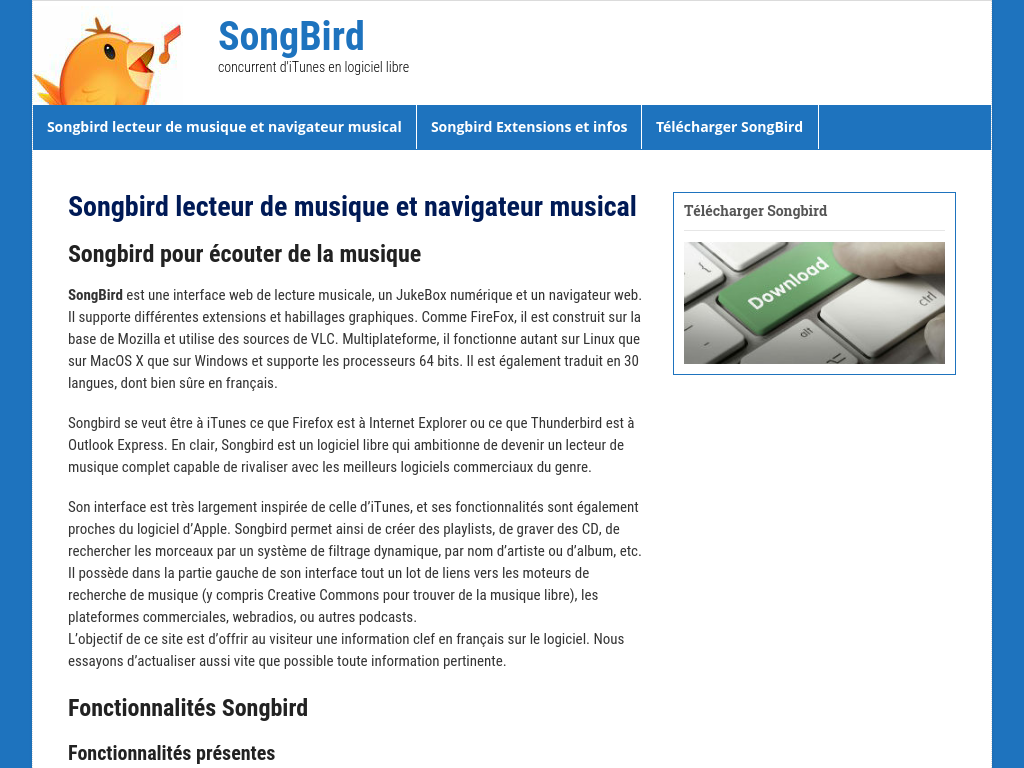 SongBird
concurrent d'iTunes en logiciel libre
Songbird lecteur de musique et navigateur musical
Songbird Extensions et infos
Télécharger SongBird
Songbird lecteur de musique et navigateur musical
Songbird pour écouter de la musique
SongBird est une interface web de lecture musicale, un JukeBox numérique et un navigateur web.
Il supporte différentes extensions et habillages graphiques. Comme FireFox, il est construit sur la
base de Mozilla et utilise des sources de VLC. Multiplateforme, il fonctionne autant sur Linux que
sur MacOS X que sur Windows et supporte les processeurs 64 bits. Il est également traduit en 30
langues, dont bien sûre en français.
Songbird se veut être à iTunes ce que Firefox est à Internet Explorer ou ce que Thunderbird est à
Outlook Express. En clair, Songbird est un logiciel libre qui ambitionne de devenir un lecteur de
musique complet capable de rivaliser avec les meilleurs logiciels commerciaux du genre.
Son interface est très largement inspirée de celle d'iTunes, et ses fonctionnalités sont également
proches du logiciel d'Apple. Songbird permet ainsi de créer des playlists, de graver des CD, de
rechercher les morceaux par un système de filtrage dynamique, par nom d'artiste ou d'album, etc.
Il possède dans la partie gauche de son interface tout un lot de liens vers les moteurs de
recherche de musique (y compris Creative Commons pour trouver de la musique libre), les
plateformes commerciales, webradios, ou autres podcasts.
L'objectif de ce site est d'offrir au visiteur une information clef en français sur le logiciel. Nous
essayons d'actualiser aussi vite que possible toute information pertinente.
Fonctionnalités Songbird
Fonctionnalités présentes
Télécharger Songbird
Download
ctrl
alt